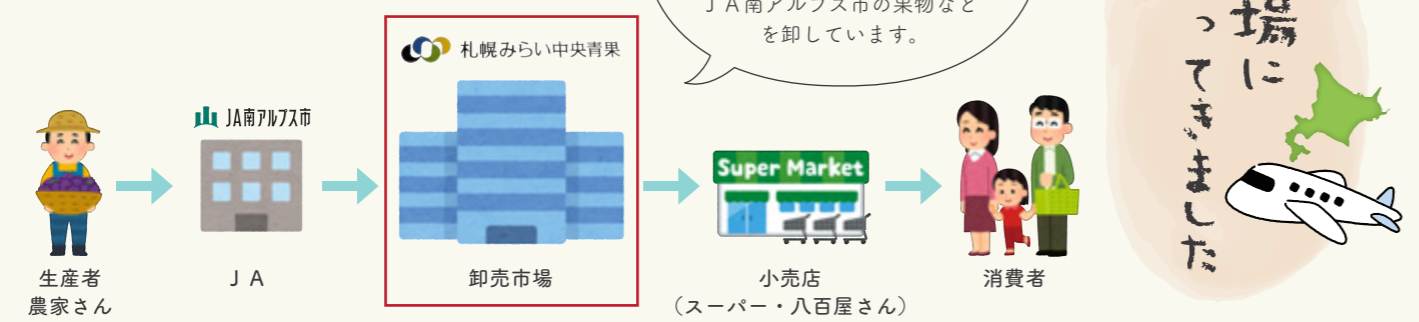 ＪＡ南アルプス市の果物など
を卸しています。
場に
ってきました
札幌みらい中央青果
JA南アルプス市
Super Market
生産者
農家さん
ＪＡ
卸売市場
小売店
（スーパー・八百屋さん）
消費者